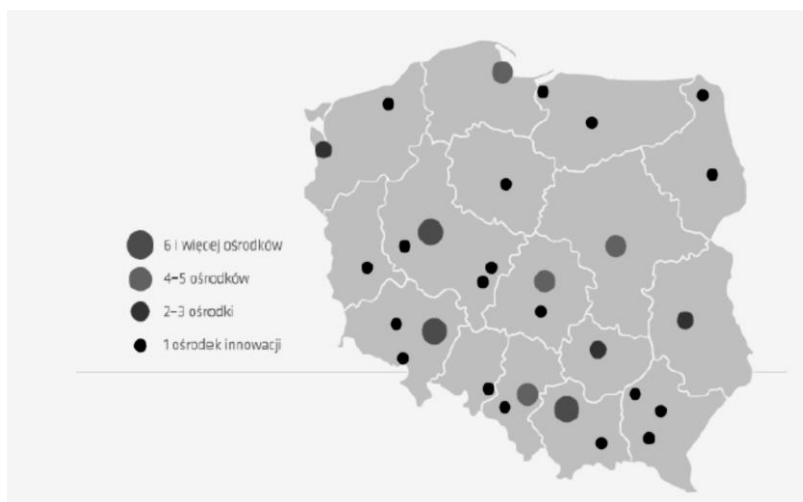 6 i więcej ośrodków
4–5 ośrodków
2–3 ośrodki
1 ośrodek innowacji